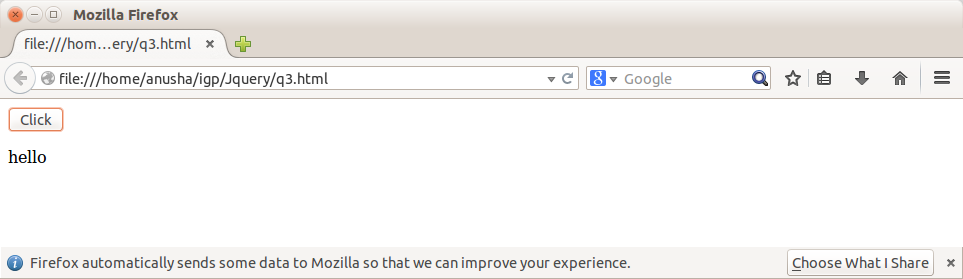 Mozilla Firefox
file:///hom...ery/q3.html
file:///home/anusha/igp/Jquery/q3.html
Google
Click
hello
Firefox automatically sends some data to Mozilla so that we can improve your experience.
Choose What I Share